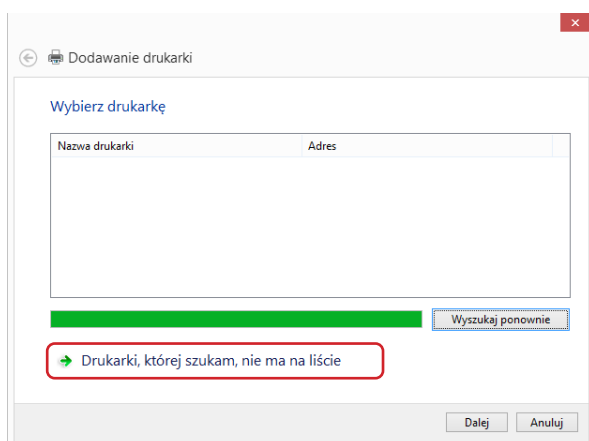 Dodawanie drukarki
Wybierz drukarkę
Nazwa drukarki Adres
Wyszukaj ponownie
Drukarki, której szukam, nie ma na liście
Dalej Anuluj